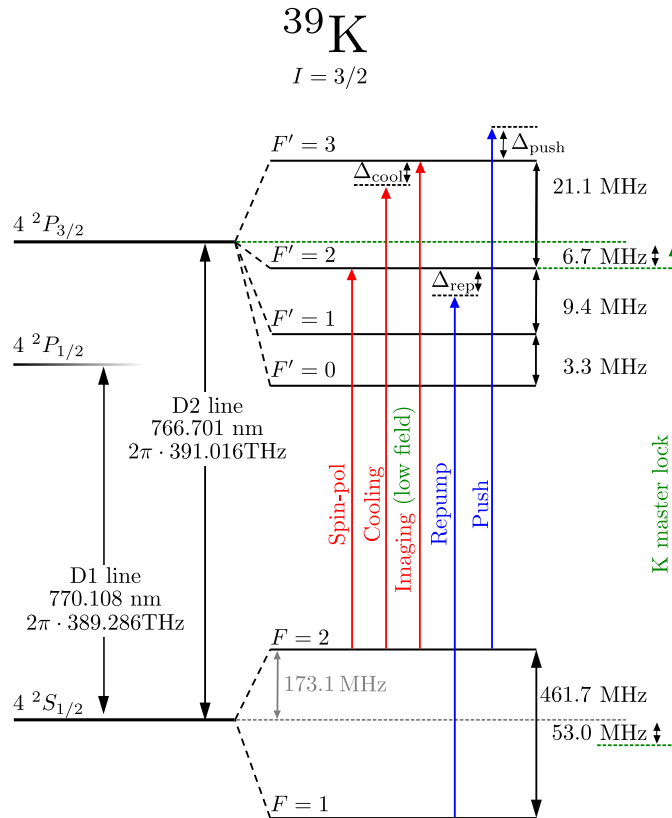 ³⁹K
I = 3/2
F′ = 3
Δpush
Δcool
21.1 MHz
4 ²P3/2
F′ = 2
6.7 MHz
Δrep
9.4 MHz
F′ = 1
4 ²P1/2
F′ = 0
3.3 MHz
D2 line
766.701 nm
2π · 391.016THz
Spin-pol
Cooling
Imaging (low field)
Repump
Push
K master lock
D1 line
770.108 nm
2π · 389.286THz
F = 2
173.1 MHz
461.7 MHz
4 ²S1/2
53.0 MHz
F = 1